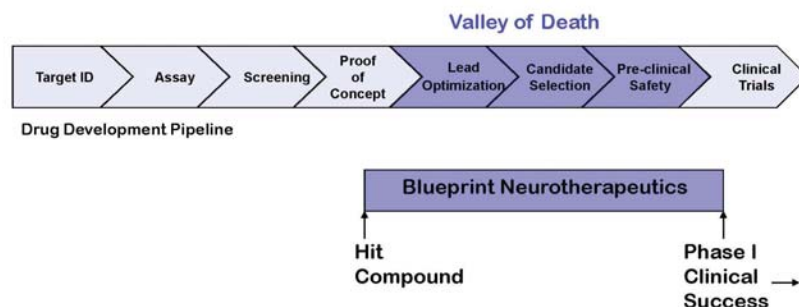 Valley of Death
Target ID
Assay
Screening
Proof
of
Concept
Lead
Optimization
Candidate
Selection
Pre-clinical
Safety
Clinical
Trials
Drug Development Pipeline
Blueprint Neurotherapeutics
Hit
Compound
Phase I
Clinical
Success